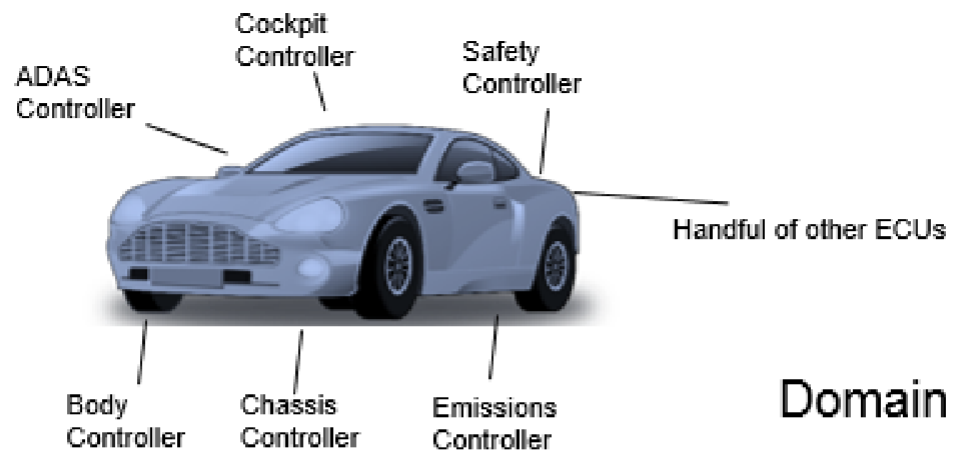 Cockpit
Controller
Safety
Controller
ADAS
Controller
Handful of other ECUs
Body
Controller
Chassis
Controller
Emissions
Controller
Domain